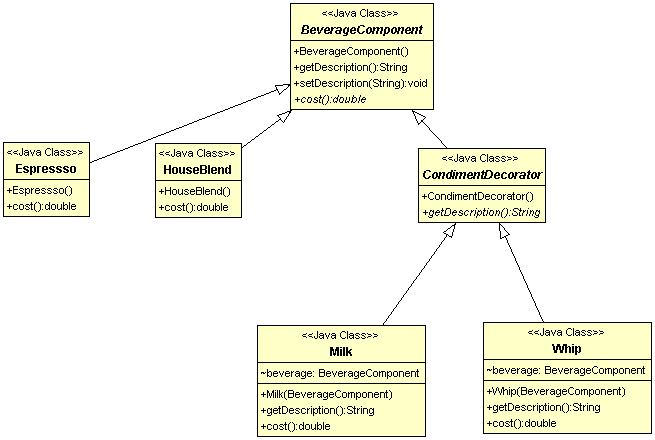 <<Java Class>>
BeverageComponent
+BeverageComponent()
+getDescription():String
+setDescription(String):void
+cost():double
<<Java Class>>
Espressso
+Espressso()
+cost():double
<<Java Class>>
HouseBlend
+HouseBlend()
+cost():double
<<Java Class>>
CondimentDecorator
+CondimentDecorator()
+getDescription():String
<<Java Class>>
Milk
~beverage: BeverageComponent
+Milk(BeverageComponent)
+getDescription():String
+cost():double
<<Java Class>>
Whip
~beverage: BeverageComponent
+Whip(BeverageComponent)
+getDescription():String
+cost():double